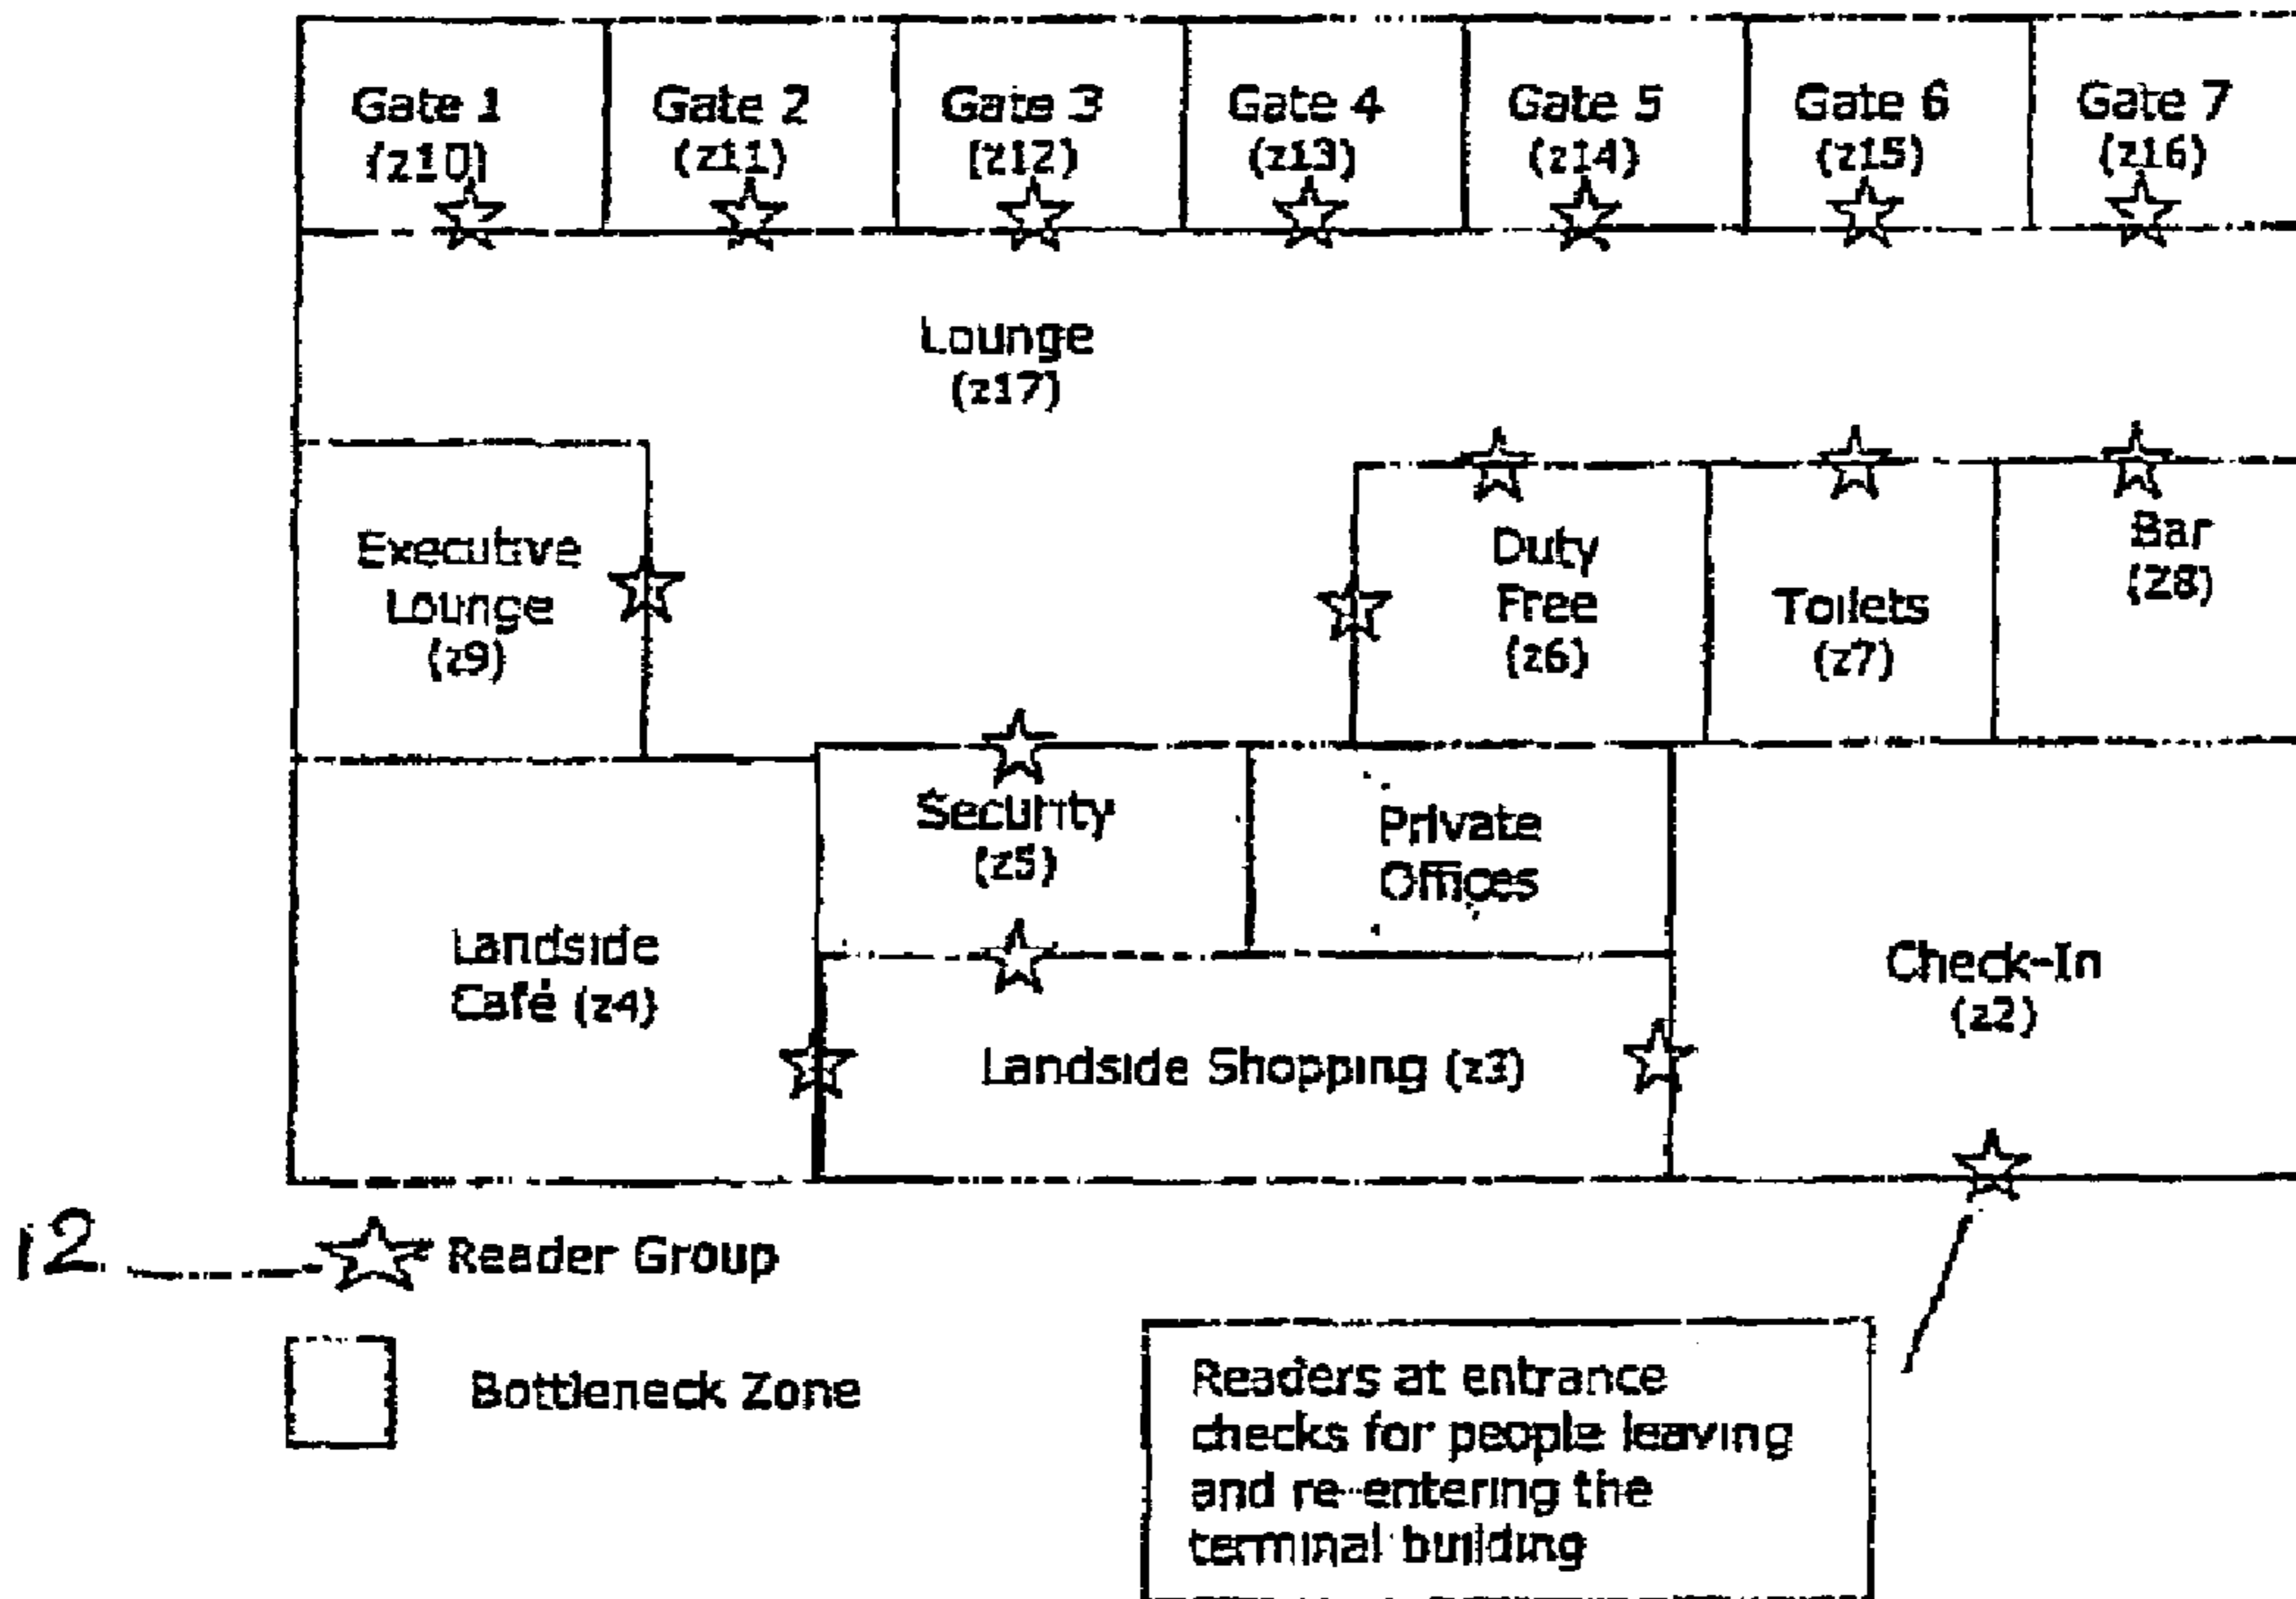 Gate 1
(z10)
Gate 2
(z11)
Gate 3
(z12)
Gate 4
(z13)
Gate 5
(z14)
Gate 6
(z15)
Gate 7
(z16)
Lounge
(z17)
Executive
Lounge
(z9)
Duty
Free
(z6)
Toilets
(z7)
Bar
(z8)
Security
(z5)
Private
Offices
Landside
Café (z4)
Landside Shopping (z3)
Check-In
(z2)
12
Reader Group
Bottleneck Zone
Readers at entrance
checks for people leaving
and re-entering the
terminal building